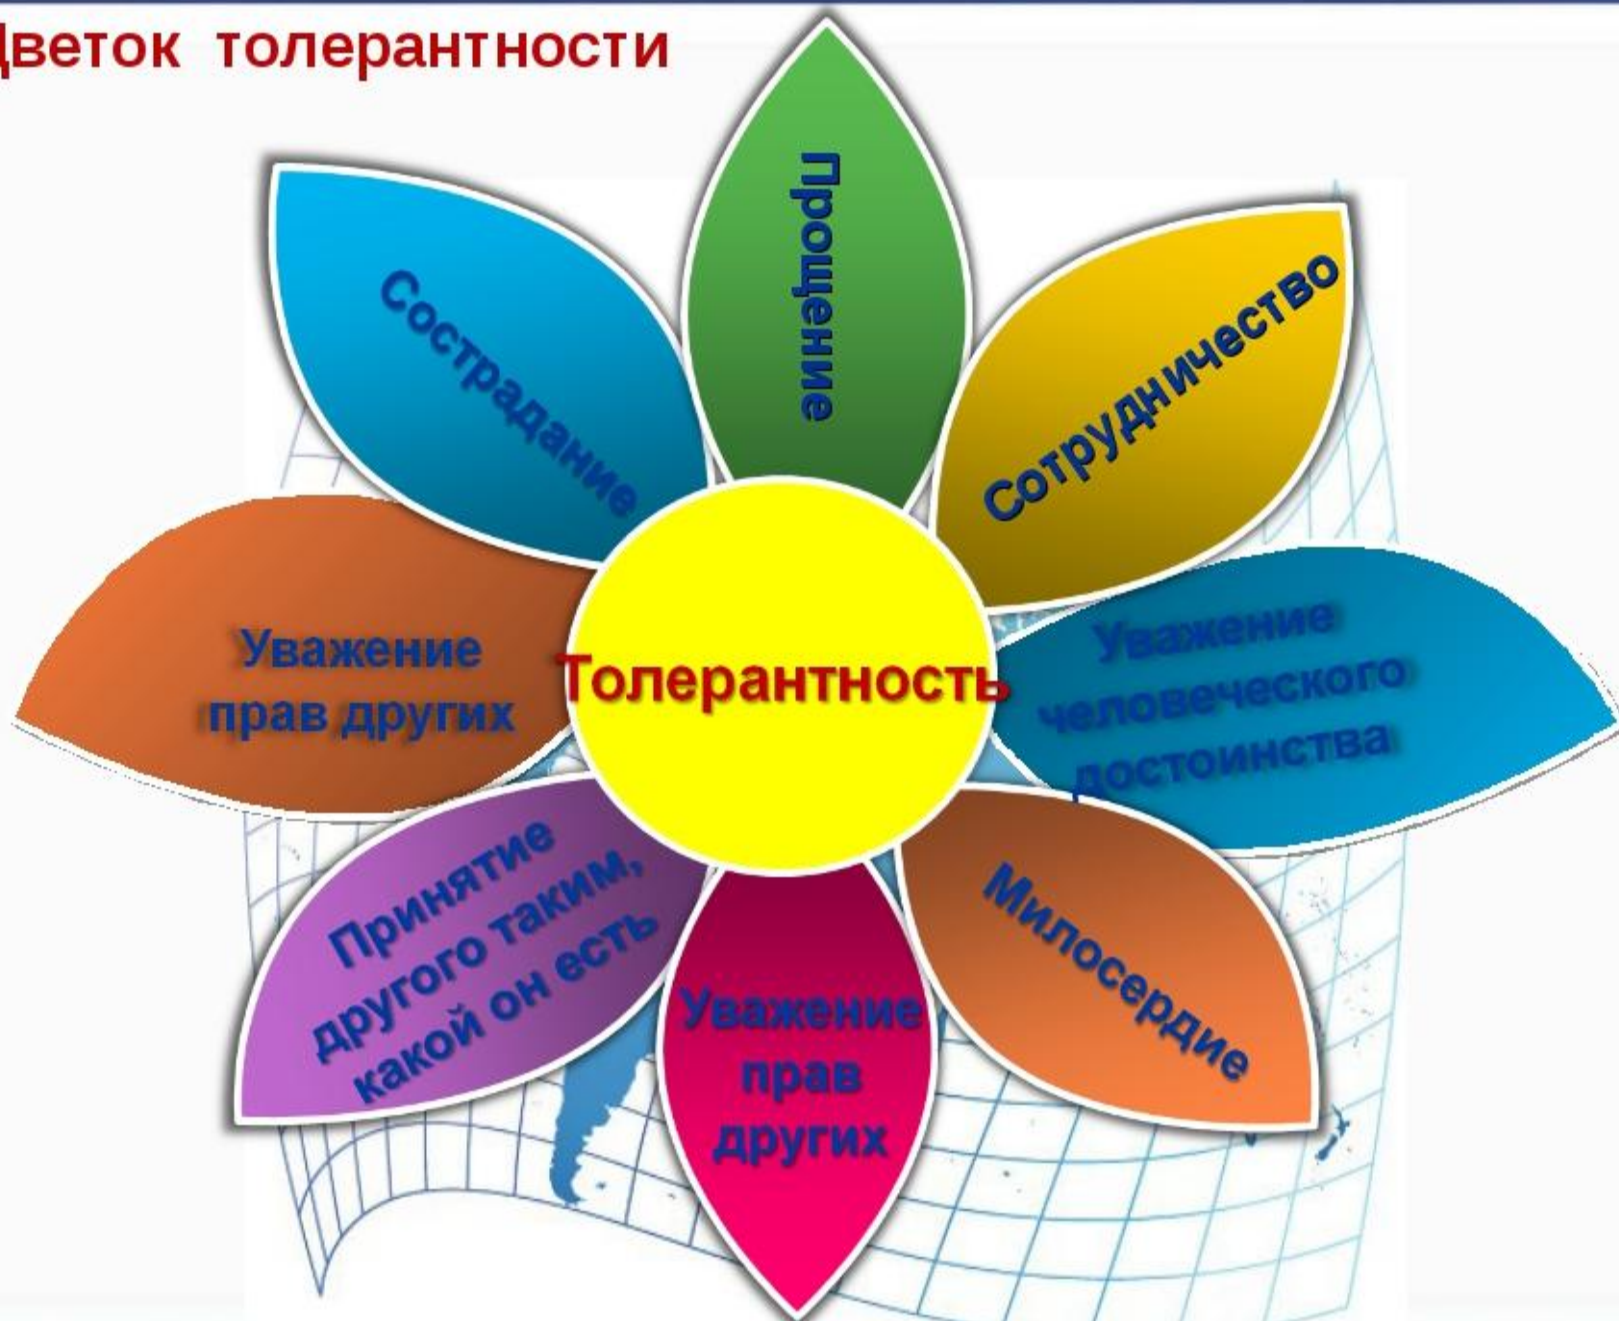 Цветок толерантности
Прощение
Сострадание
Сотрудничество
Уважение
прав других
Толерантность
Уважение
человеческого
достоинства
Принятие
другого таким,
какой он есть
Милосердие
Уважение
прав
других